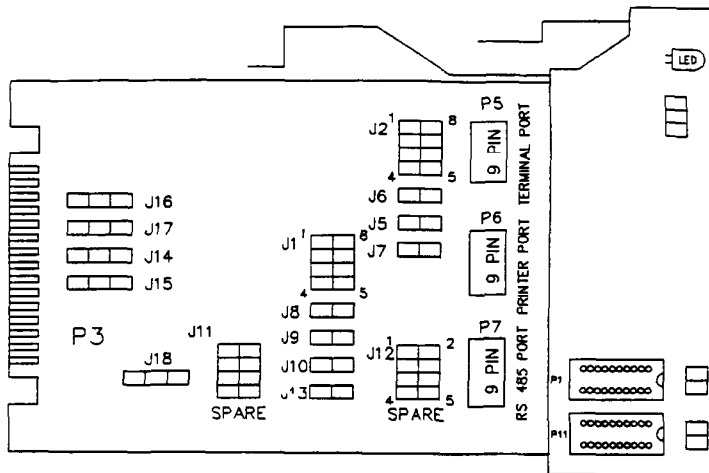 LED
P5
J2
1
8
4
5
9 PIN
TERMINAL PORT
J16
J6
J17
J5
P6
J1
1
8
J7
J14
9 PIN
PRINTER PORT
J15
4
5
J8
P3
J11
J9
P7
J12
1
2
J18
J10
9 PIN
RS 485 PORT
P1
J13
4
5
SPARE
SPARE
P11